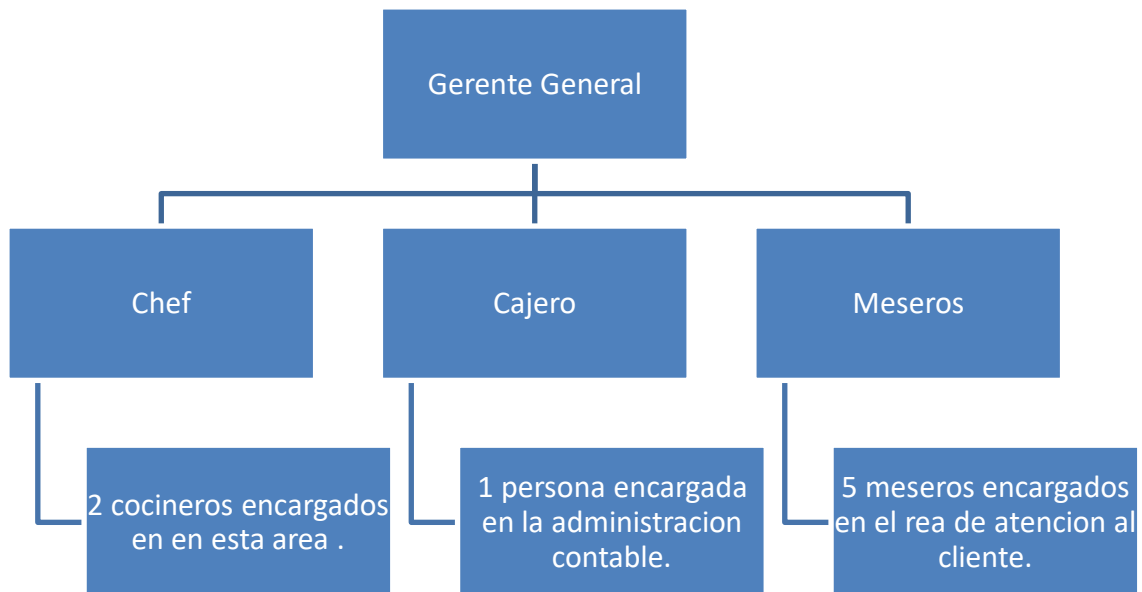 Gerente General
Chef
Cajero
Meseros
2 cocineros encargados
en en esta area .
1 persona encargada
en la administracion
contable.
5 meseros encargados
en el rea de atencion al
cliente.